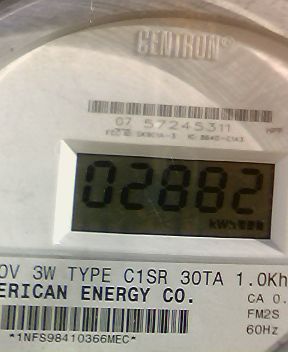 CENTRON®
07 57245311
02882
kWh
0V 3W TYPE C1SR 30TA 1.0Kh
ERICAN ENERGY CO. CA 0.
FM2S
*1NFS98410366MEC* 60Hz